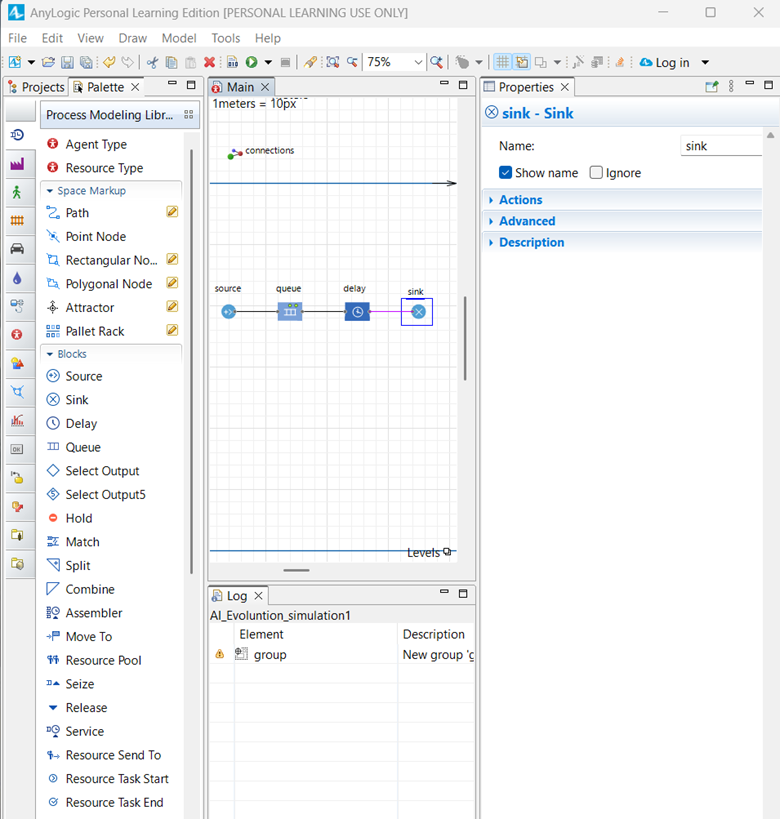 AnyLogic Personal Learning Edition [PERSONAL LEARNING USE ONLY]
File Edit View Draw Model Tools Help
75% Log in
Projects Palette
Main
Properties
1meters = 10px
Process Modeling Libr...
sink - Sink
Agent Type
Name: sink
connections
Resource Type
Show name Ignore
Space Markup
Actions
Path
Advanced
Point Node
Description
Rectangular No...
Polygonal Node
source queue delay sink
Attractor
Pallet Rack
Blocks
Source
Sink
Delay
Queue
Select Output
Select Output5
Hold
Match
Levels
Split
Combine
Log
Assembler
AI_Evoluntion_simulation1
Move To
Element Description
Resource Pool
group New group 'g
Seize
Release
Service
Resource Send To
Resource Task Start
Resource Task End